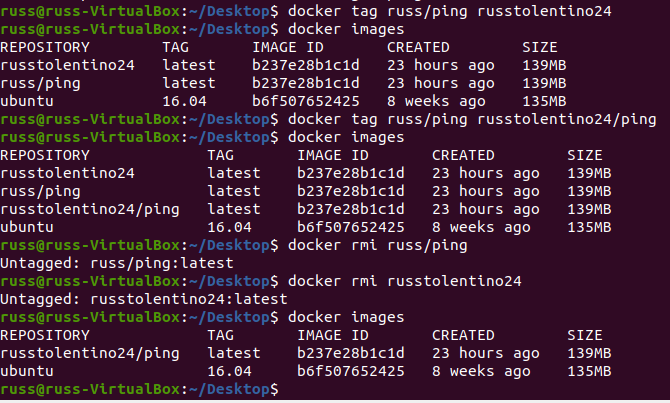 russ@russ-VirtualBox:~/Desktop$ docker tag russ/ping russtolentino24
russ@russ-VirtualBox:~/Desktop$ docker images
REPOSITORY TAG IMAGE ID CREATED SIZE
russtolentino24 latest b237e28b1c1d 23 hours ago 139MB
russ/ping latest b237e28b1c1d 23 hours ago 139MB
ubuntu 16.04 b6f507652425 8 weeks ago 135MB
russ@russ-VirtualBox:~/Desktop$ docker tag russ/ping russtolentino24/ping
russ@russ-VirtualBox:~/Desktop$ docker images
REPOSITORY TAG IMAGE ID CREATED SIZE
russtolentino24 latest b237e28b1c1d 23 hours ago 139MB
russ/ping latest b237e28b1c1d 23 hours ago 139MB
russtolentino24/ping latest b237e28b1c1d 23 hours ago 139MB
ubuntu 16.04 b6f507652425 8 weeks ago 135MB
russ@russ-VirtualBox:~/Desktop$ docker rmi russ/ping
Untagged: russ/ping:latest
russ@russ-VirtualBox:~/Desktop$ docker rmi russtolentino24
Untagged: russtolentino24:latest
russ@russ-VirtualBox:~/Desktop$ docker images
REPOSITORY TAG IMAGE ID CREATED SIZE
russtolentino24/ping latest b237e28b1c1d 23 hours ago 139MB
ubuntu 16.04 b6f507652425 8 weeks ago 135MB
russ@russ-VirtualBox:~/Desktop$